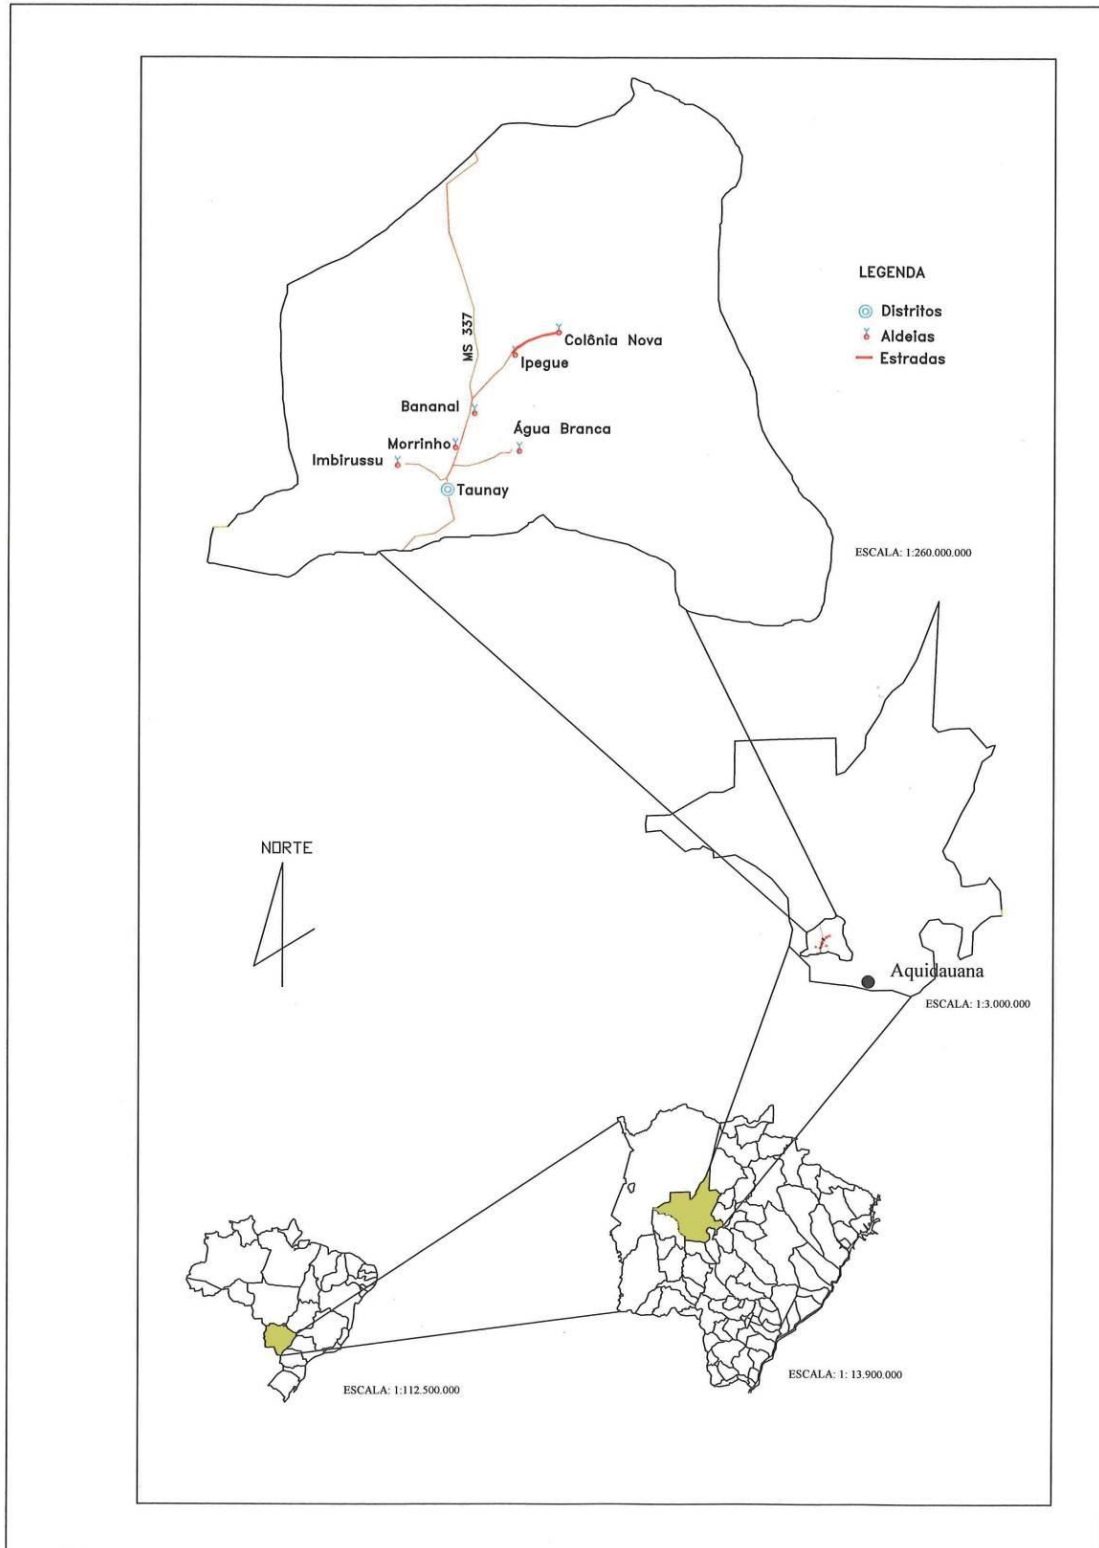 LEGENDA
Distritos
Aldeias
Estradas
MS 337
Colônia Nova
Ipegue
Bananal
Água Branca
Morrinho
Imbirussu
Taunay
ESCALA: 1:260.000.000
NORTE
Aquidauana
ESCALA: 1:3.000.000
ESCALA: 1: 13.900.000
ESCALA: 1:112.500.000